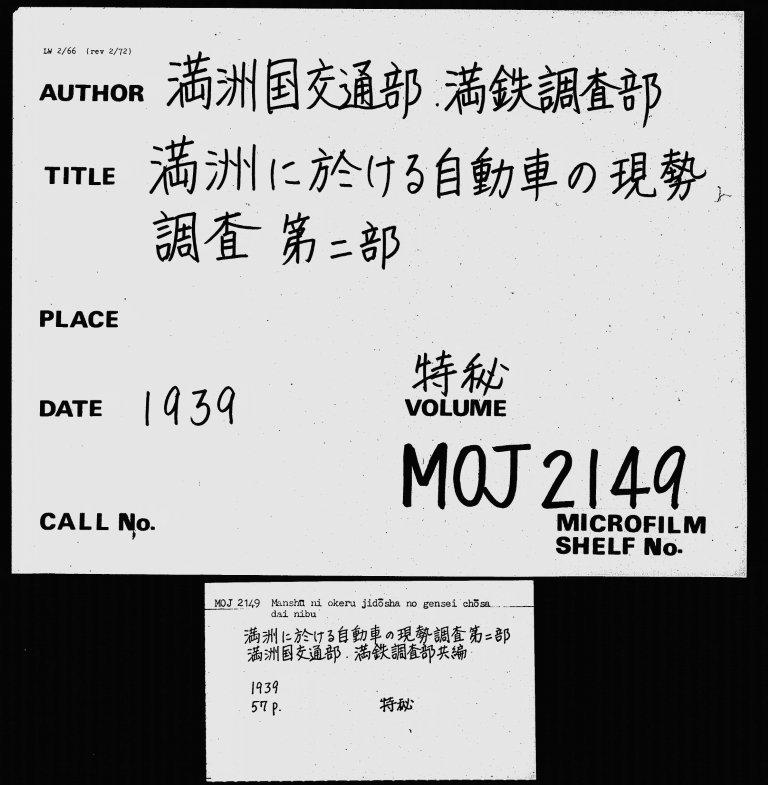 LW 2/66 (rev 2/72)
AUTHOR 満洲国交通部.満鉄調査部
TITLE 満洲に於ける自動車の現勢
調査 第二部
PLACE
特秘
DATE 1939 VOLUME
MOJ 2149
CALL No. MICROFILM
SHELF No.
MOJ 2149 Manshū ni okeru jidōsha no gensei chōsa
dai nibu
満洲に於ける自動車の現勢調査第二部
満洲国交通部.満鉄調査部共編
1939
57p. 特秘